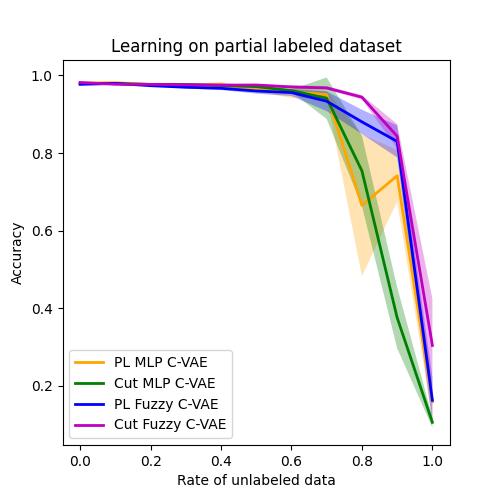 Learning on partial labeled dataset
1.0
0.8
0.6
0.4
0.2
Accuracy
PL MLP C-VAE
Cut MLP C-VAE
PL Fuzzy C-VAE
Cut Fuzzy C-VAE
0.0 0.2 0.4 0.6 0.8 1.0
Rate of unlabeled data